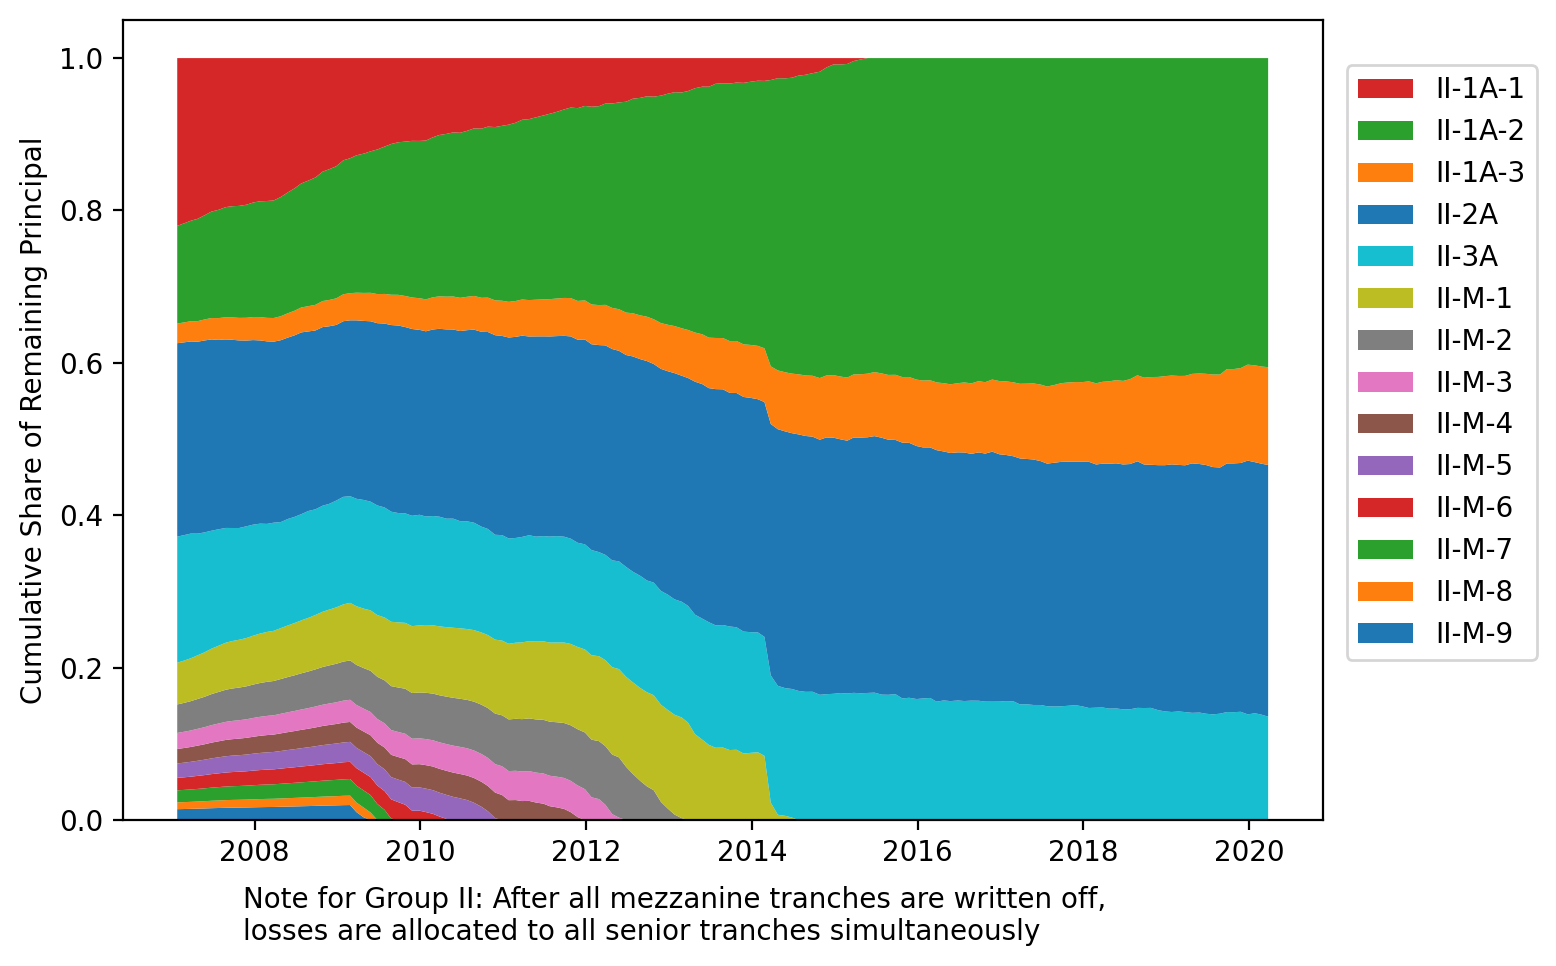 1.0
0.8
0.6
0.4
0.2
0.0
Cumulative Share of Remaining Principal
2008 2010 2012 2014 2016 2018 2020
II-1A-1
II-1A-2
II-1A-3
II-2A
II-3A
II-M-1
II-M-2
II-M-3
II-M-4
II-M-5
II-M-6
II-M-7
II-M-8
II-M-9
Note for Group II: After all mezzanine tranches are written off,
losses are allocated to all senior tranches simultaneously